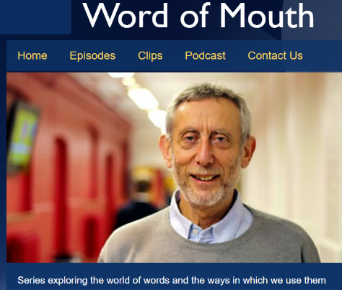 Word of Mouth
Home Episodes Clips Podcast Contact Us
Series exploring the world of words and the ways in which we use them